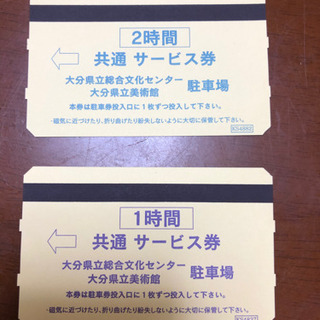 2時間
共通 サービス券
大分県立総合文化センター
大分県立美術館 駐車場
本券は駐車券投入口に1枚ずつ投入して下さい。
・磁気に近づけたり、折り曲げたり紛失しないように大切に保管して下さい。
1時間
共通 サービス券
大分県立総合文化センター
大分県立美術館 駐車場
本券は駐車券投入口に1枚ずつ投入して下さい。
・磁気に近づけたり、折り曲げたり紛失しないように大切に保管して下さい。